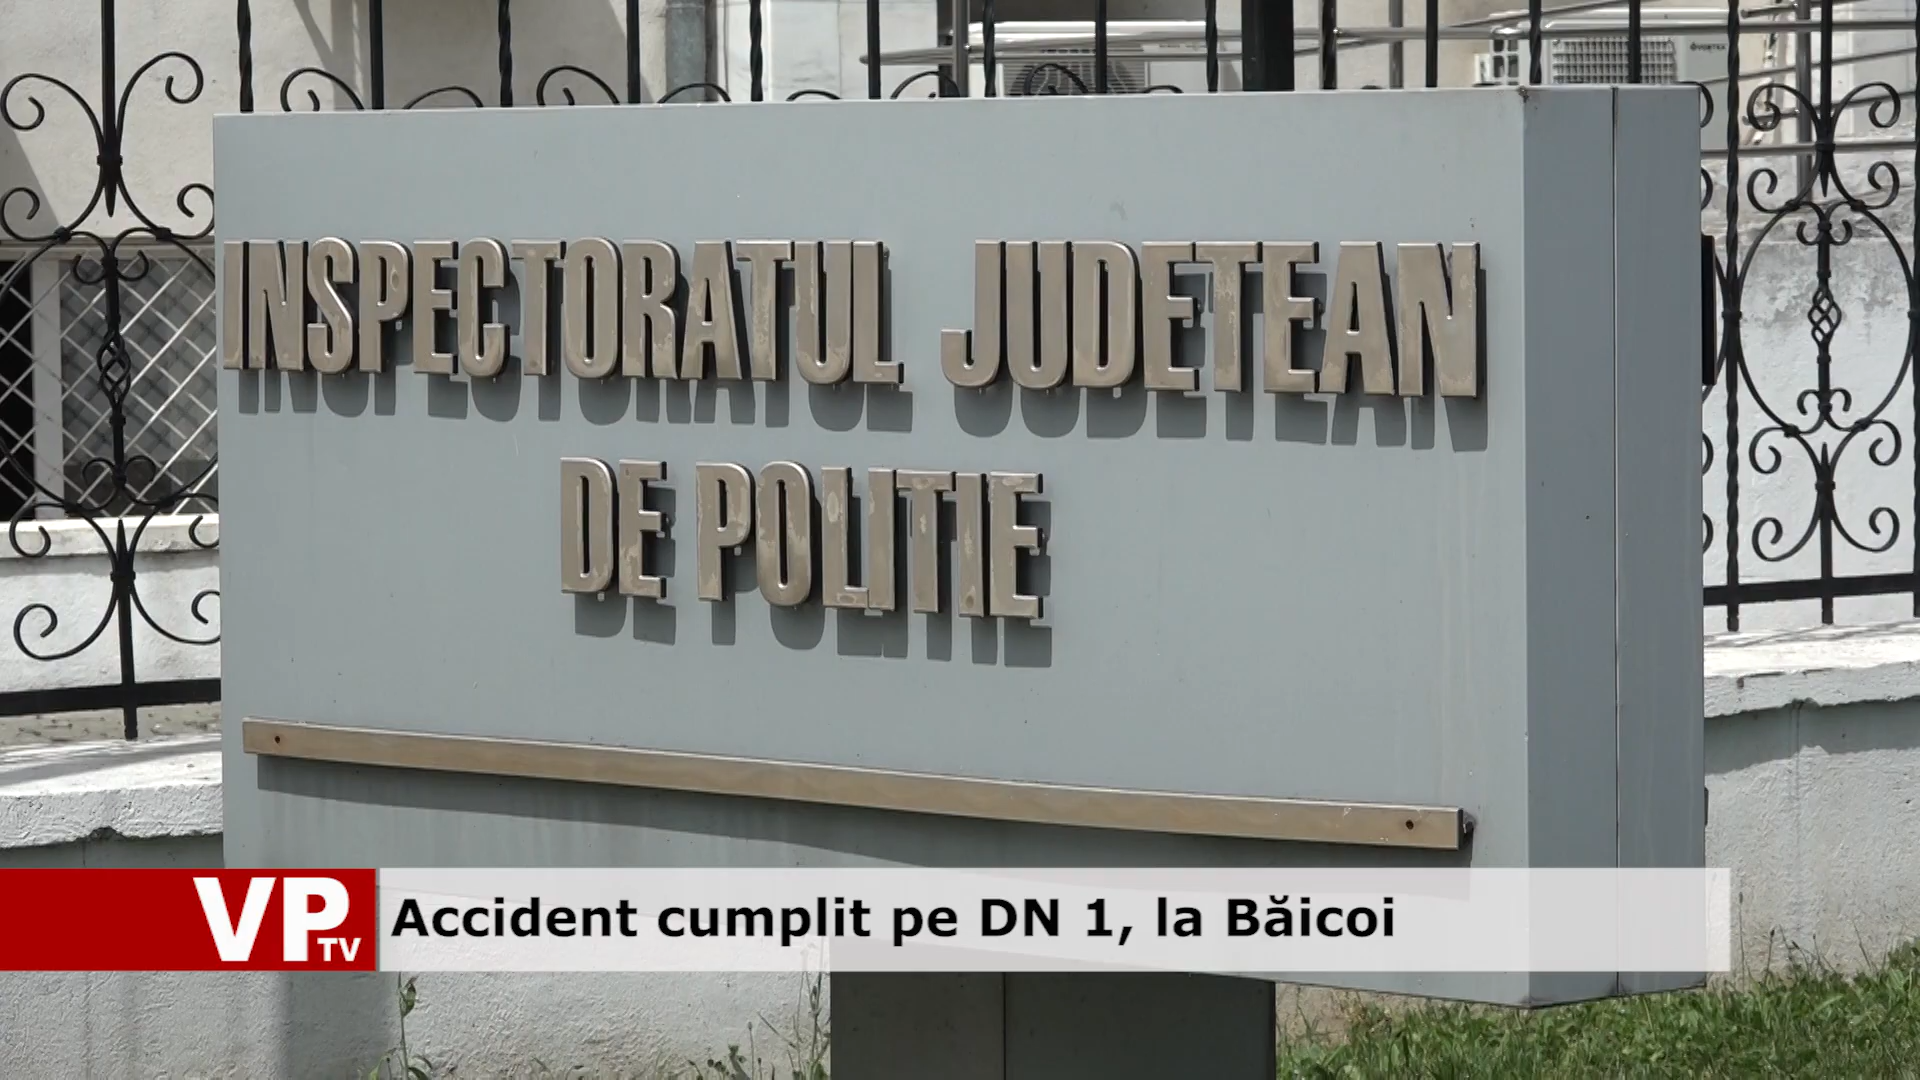 INSPECTORATUL JUDETEAN
DE POLITIE
VP TV
Accident cumplit pe DN 1, la Băicoi